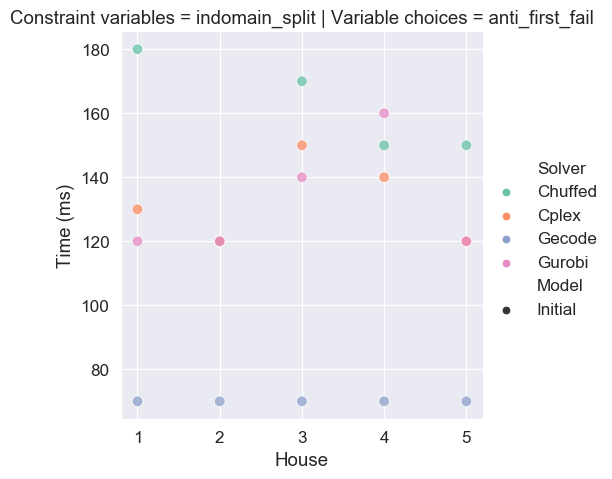 Constraint variables = indomain_split | Variable choices = anti_first_fail
180
160
140
120
100
80
Time (ms)
1 2 3 4 5
House
Solver
Chuffed
Cplex
Gecode
Gurobi
Model
Initial